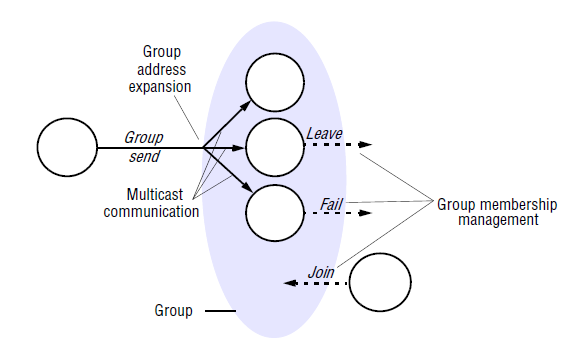 Group
address
expansion
Group
send
Leave
Multicast
communication
Fail
Group membership
management
Join
Group